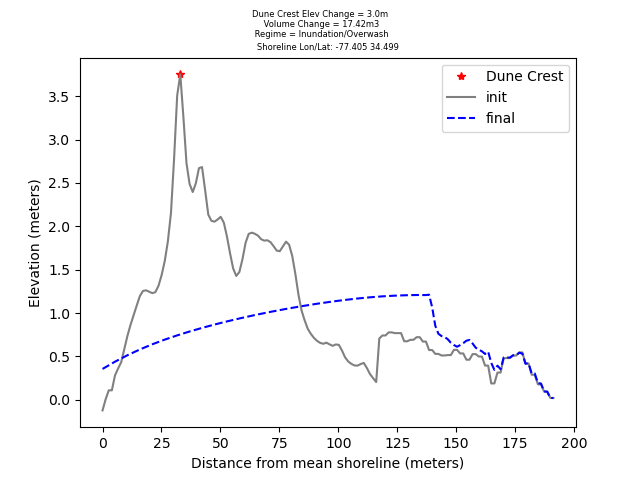 Dune Crest Elev Change = 3.0m
Volume Change = 17.42m
Regime = Inundation/Overwash
Shoreline Lon/Lat: -77.405 34.499
Dune Crest
init
final
Elevation (meters)
3.5
3.0
2.5
2.0
1.5
1.0
0.5
0.0
0 25 50 75 100 125 150 175 200
Distance from mean shoreline (meters)